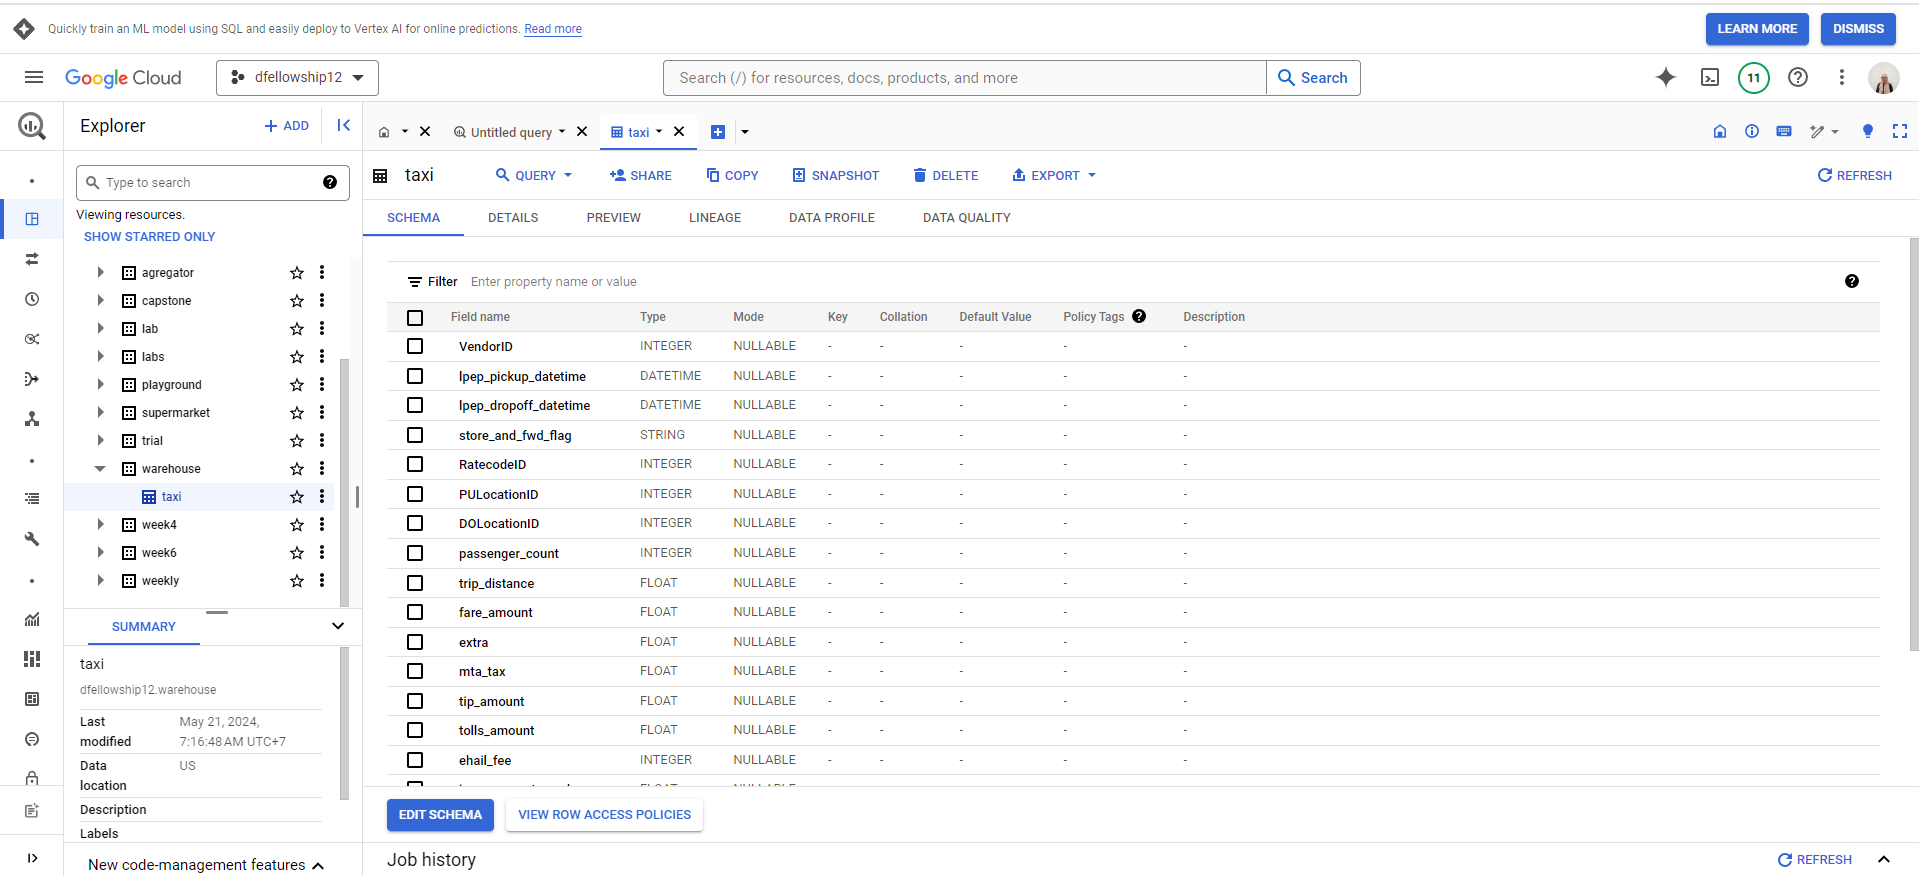 Quickly train an ML model using SQL and easily deploy to Vertex AI for online predictions. Read more
LEARN MORE
DISMISS
Google Cloud
dfellowship12
Search (/) for resources, docs, products, and more
Search
11
Explorer
+ ADD
Untitled query
taxi
Type to search
Viewing resources.
SHOW STARRED ONLY
agregator
capstone
lab
labs
playground
supermarket
trial
warehouse
taxi
week4
week6
weekly
SUMMARY
taxi
dfellowship12.warehouse
Last modified May 21, 2024, 7:16:48 AM UTC+7
Data location US
Description
Labels
New code-management features
taxi
QUERY
SHARE
COPY
SNAPSHOT
DELETE
EXPORT
REFRESH
SCHEMA DETAILS PREVIEW LINEAGE DATA PROFILE DATA QUALITY
Filter Enter property name or value
Field name Type Mode Key Collation Default Value Policy Tags Description
VendorID INTEGER NULLABLE - - - - -
lpep_pickup_datetime DATETIME NULLABLE - - - - -
lpep_dropoff_datetime DATETIME NULLABLE - - - - -
store_and_fwd_flag STRING NULLABLE - - - - -
RatecodeID INTEGER NULLABLE - - - - -
PULocationID INTEGER NULLABLE - - - - -
DOLocationID INTEGER NULLABLE - - - - -
passenger_count INTEGER NULLABLE - - - - -
trip_distance FLOAT NULLABLE - - - - -
fare_amount FLOAT NULLABLE - - - - -
extra FLOAT NULLABLE - - - - -
mta_tax FLOAT NULLABLE - - - - -
tip_amount FLOAT NULLABLE - - - - -
tolls_amount FLOAT NULLABLE - - - - -
ehail_fee INTEGER NULLABLE - - - - -
EDIT SCHEMA
VIEW ROW ACCESS POLICIES
Job history
REFRESH